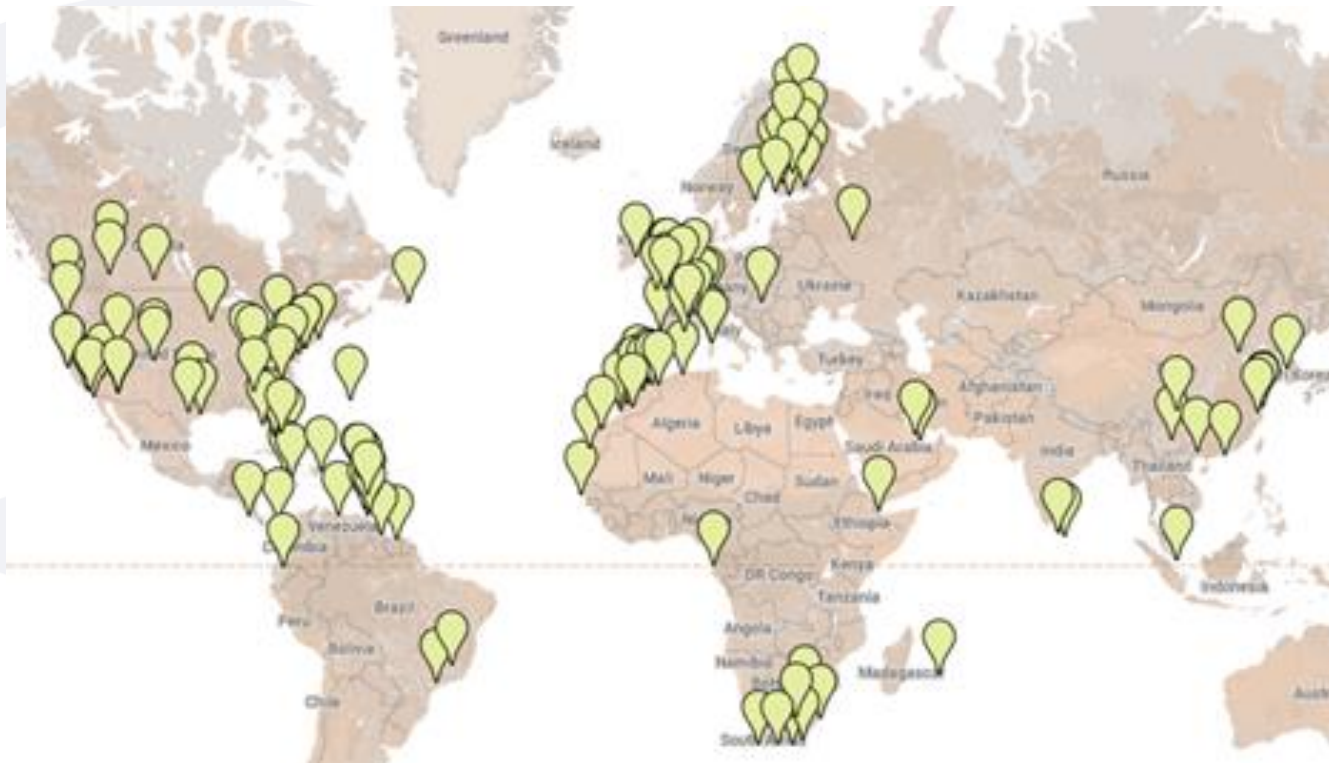 Greenland
Iceland
Russia
Norway
Ukraine
Kazakhstan
Mongolia
Turkey
Afghanistan
Iraq
Pakistan
Algeria
Libya
Egypt
Saudi Arabia
India
Mexico
Mali
Niger
Sudan
Chad
Thailand
Venezuela
Ethiopia
DR Congo
Kenya
Indonesia
Tanzania
Brazil
Peru
Angola
Bolivia
Namibia
Madagascar
Chile